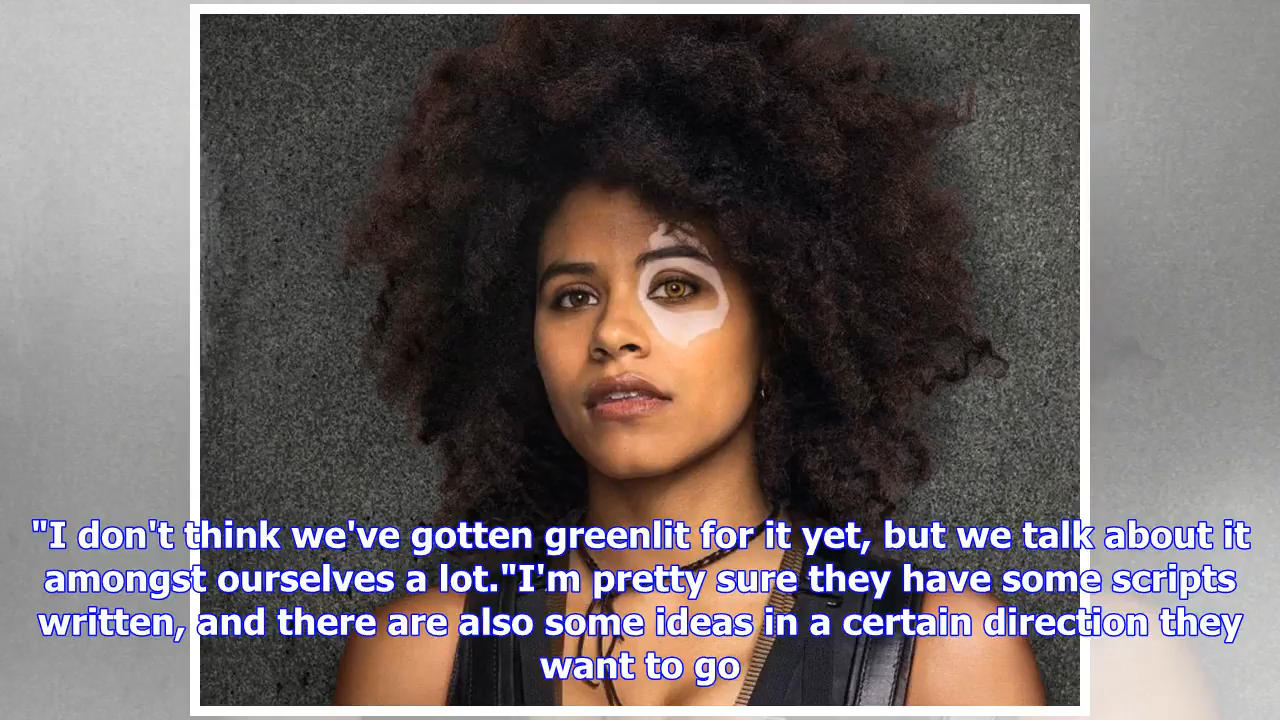 "I don't think we've gotten greenlit for it yet, but we talk about it
amongst ourselves a lot."I'm pretty sure they have some scripts
written, and there are also some ideas in a certain direction they
want to go